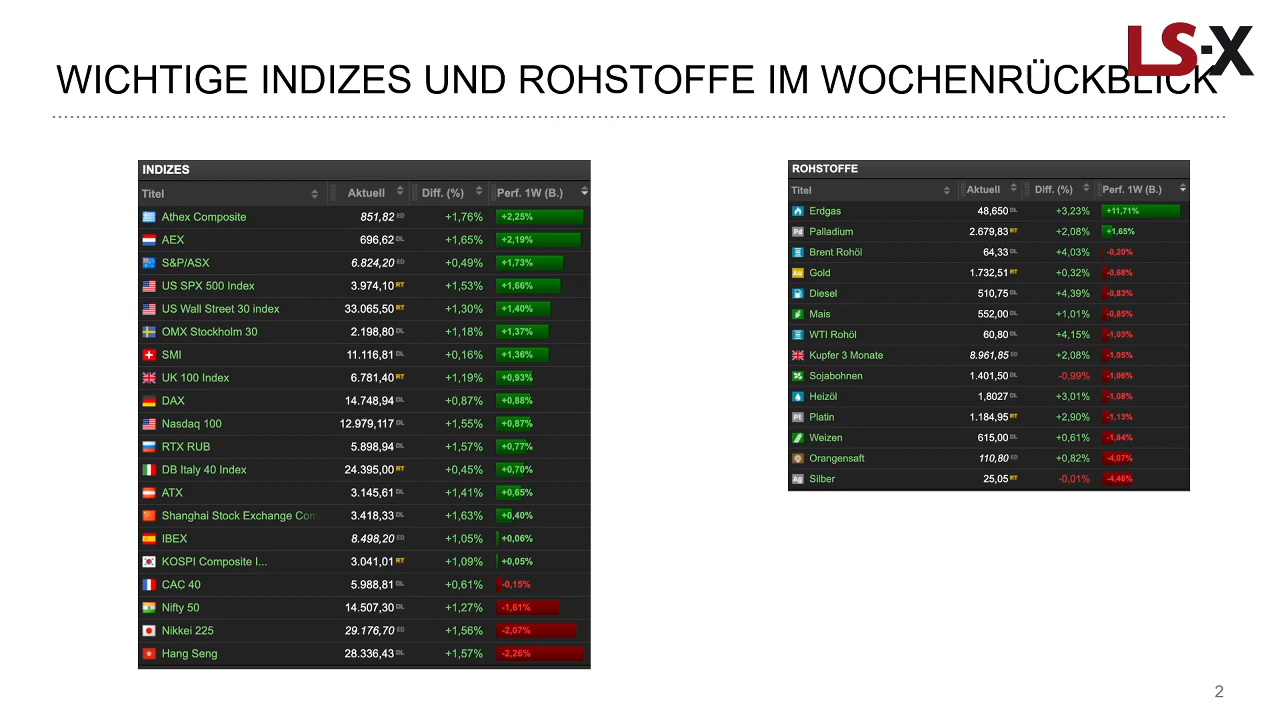 LS-X
WICHTIGE INDIZES UND ROHSTOFFE IM WOCHENRÜCKBLICK
INDIZES
Titel Aktuell Diff. (%) Perf. 1W (B.)
Athex Composite 851,82 ED +1,76% +2,25%
AEX 696,62 DL +1,65% +2,19%
S&P/ASX 6.824,20 ED +0,49% +1,73%
US SPX 500 Index 3.974,10 RT +1,53% +1,66%
US Wall Street 30 index 33.065,50 RT +1,30% +1,40%
OMX Stockholm 30 2.198,80 DL +1,18% +1,37%
SMI 11.116,81 DL +0,16% +1,36%
UK 100 Index 6.781,40 RT +1,19% +0,93%
DAX 14.748,94 DL +0,87% +0,88%
Nasdaq 100 12.979,117 DL +1,55% +0,87%
RTX RUB 5.898,94 DL +1,57% +0,77%
DB Italy 40 Index 24.395,00 RT +0,45% +0,70%
ATX 3.145,61 DL +1,41% +0,65%
Shanghai Stock Exchange Com 3.418,33 DL +1,63% +0,40%
IBEX 8.498,20 ED +1,05% +0,06%
KOSPI Composite I... 3.041,01 RT +1,09% +0,05%
CAC 40 5.988,81 DL +0,61% -0,15%
Nifty 50 14.507,30 DL +1,27% -1,61%
Nikkei 225 29.176,70 ED +1,56% -2,07%
Hang Seng 28.336,43 DL +1,57% -2,26%
ROHSTOFFE
Titel Aktuell Diff. (%) Perf. 1W (B.)
Erdgas 48,650 DL +3,23% +11,71%
Pd Palladium 2.679,83 RT +2,08% +1,65%
Brent Rohöl 64,33 DL +4,03% -0,20%
Au Gold 1.732,51 RT +0,32% -0,68%
Diesel 510,75 DL +4,39% -0,83%
Mais 552,00 DL +1,01% -0,85%
WTI Rohöl 60,80 DL +4,15% -1,03%
Kupfer 3 Monate 8.961,85 ED +2,08% -1,05%
Sojabohnen 1.401,50 DL -0,99% -1,06%
Heizöl 1,8027 DL +3,01% -1,08%
Pt Platin 1.184,95 RT +2,90% -1,13%
Weizen 615,00 DL +0,61% -1,84%
Orangensaft 110,80 ED +0,82% -4,07%
Ag Silber 25,05 RT -0,01% -4,46%
2